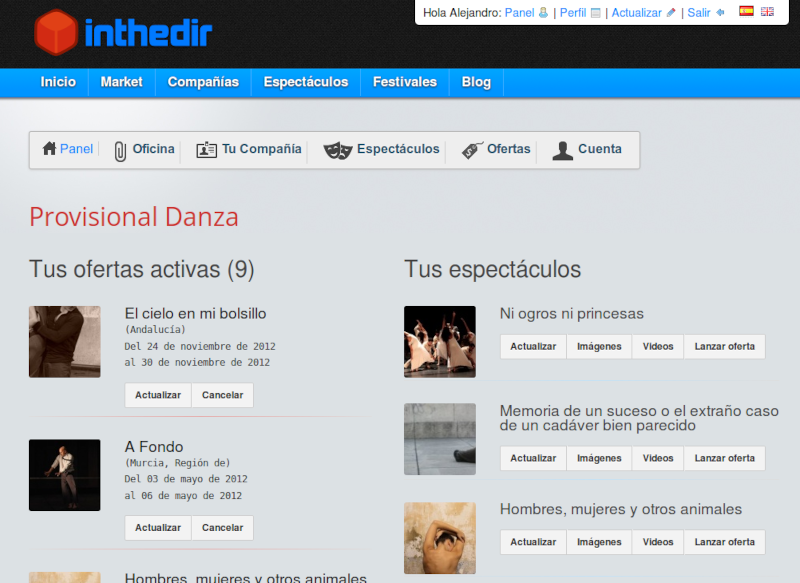 inthedir
Hola Alejandro: Panel | Perfil | Actualizar | Salir
Inicio Market Compañías Espectáculos Festivales Blog
Panel Oficina Tu Compañía Espectáculos Ofertas Cuenta
Provisional Danza
Tus ofertas activas (9)
El cielo en mi bolsillo
(Andalucía)
Del 24 de noviembre de 2012
al 30 de noviembre de 2012
Actualizar Cancelar
A Fondo
(Murcia, Región de)
Del 03 de mayo de 2012
al 06 de mayo de 2012
Actualizar Cancelar
Hombres, mujeres y otros animales
Tus espectáculos
Ni ogros ni princesas
Actualizar Imágenes Videos Lanzar oferta
Memoria de un suceso o el extraño caso
de un cadáver bien parecido
Actualizar Imágenes Videos Lanzar oferta
Hombres, mujeres y otros animales
Actualizar Imágenes Videos Lanzar oferta